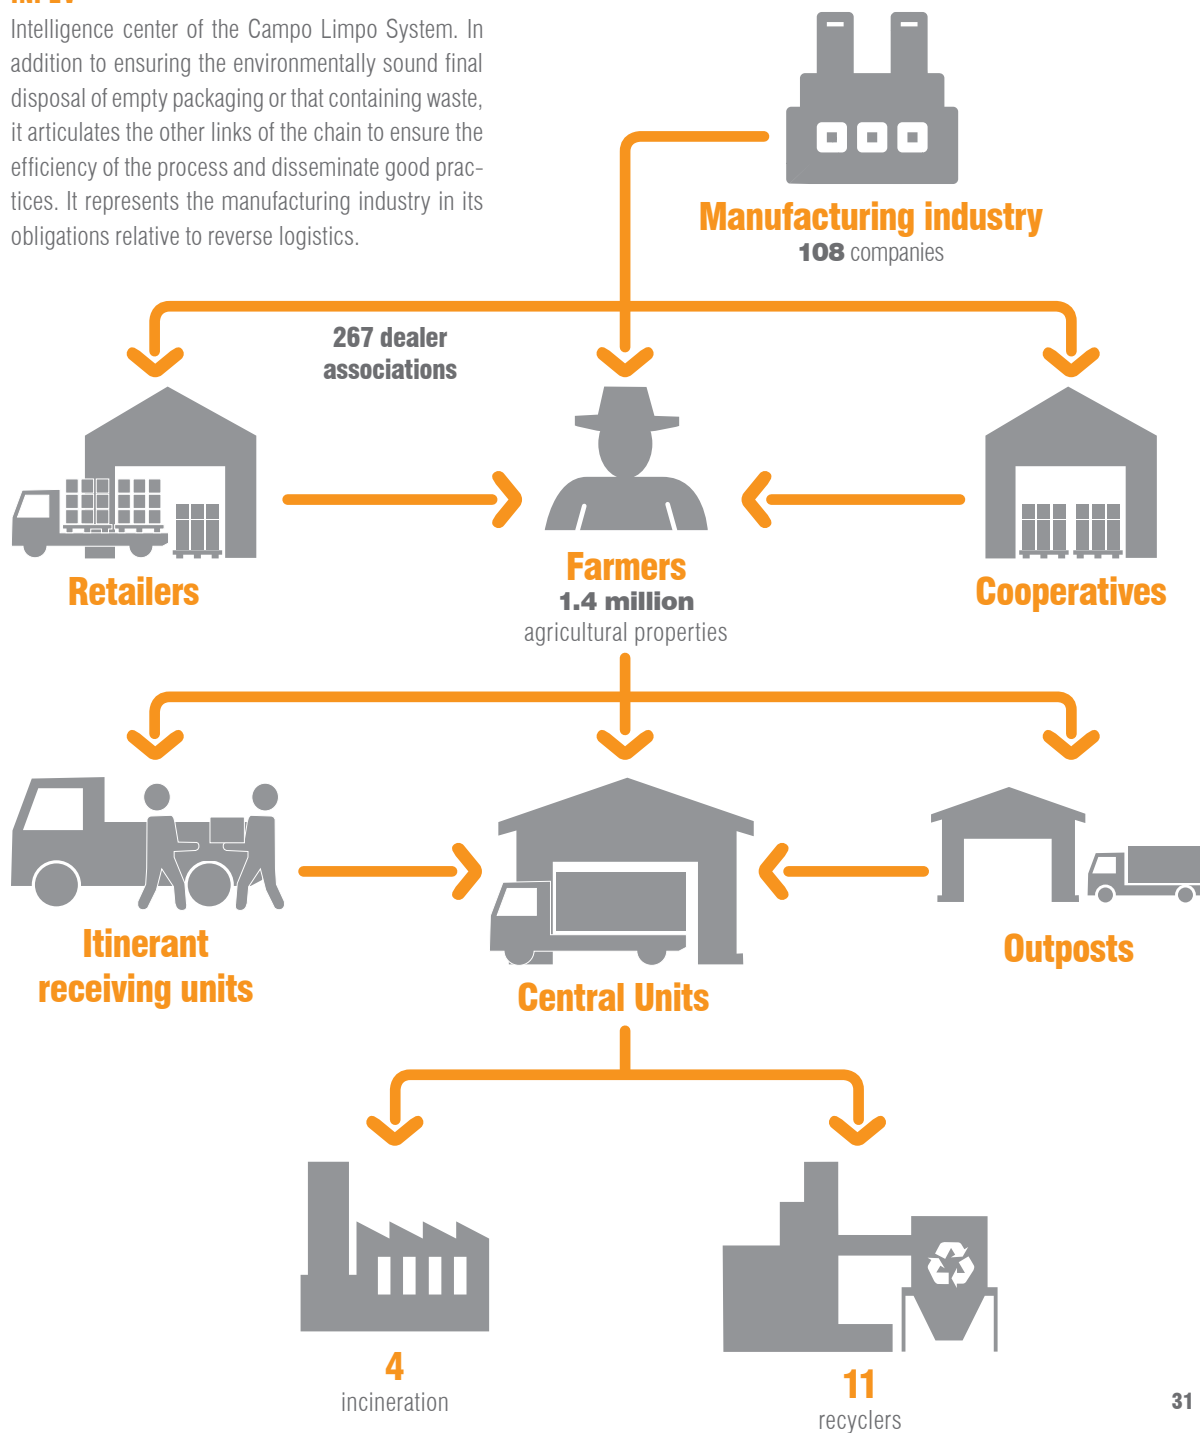 Intelligence center of the Campo Limpo System. In
addition to ensuring the environmentally sound final
disposal of empty packaging or that containing waste,
it articulates the other links of the chain to ensure the
efficiency of the process and disseminate good prac-
tices. It represents the manufacturing industry in its
obligations relative to reverse logistics.
Manufacturing industry
108 companies
267 dealer
associations
Retailers
Farmers
1.4 million
agricultural properties
Cooperatives
Itinerant
receiving units
Central Units
Outposts
4
incineration
11
recyclers
31